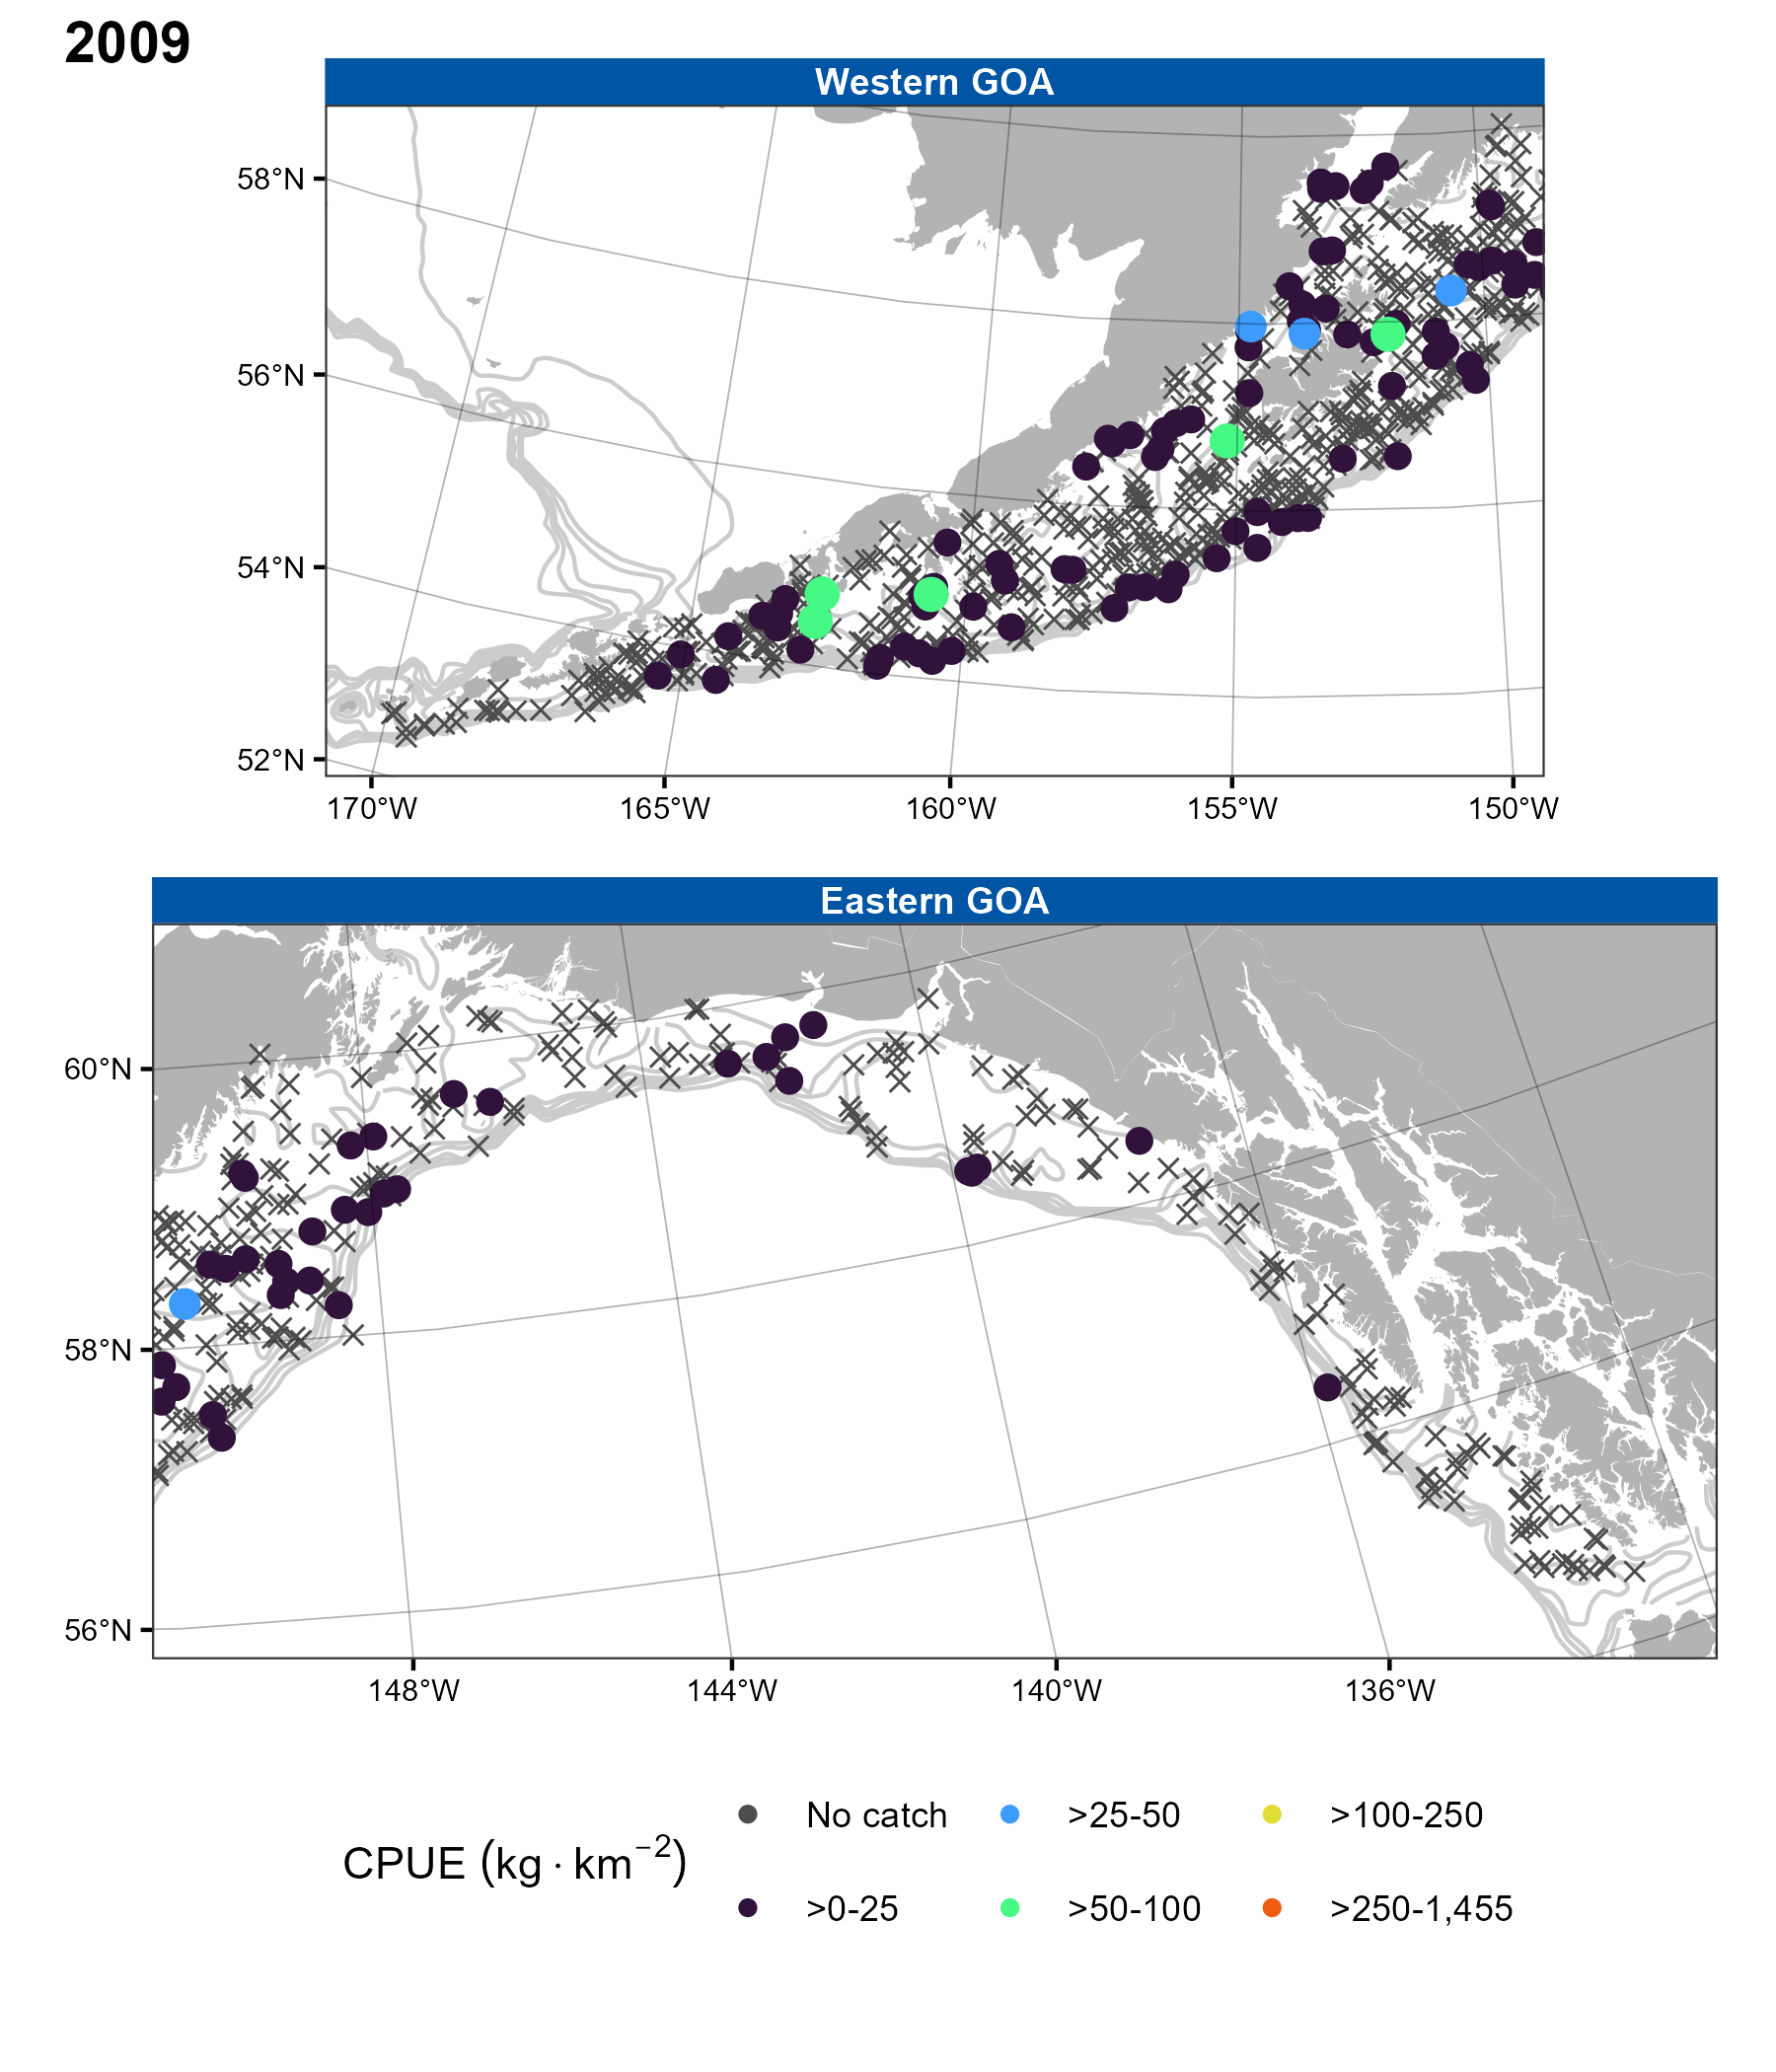 2009
Western GOA
58°N
56°N
54°N
52°N
170°W 165°W 160°W 155°W 150°W
Eastern GOA
60°N
58°N
56°N
148°W 144°W 140°W 136°W
CPUE (kg · km⁻²)
No catch >25-50 >100-250
>0-25 >50-100 >250-1,455